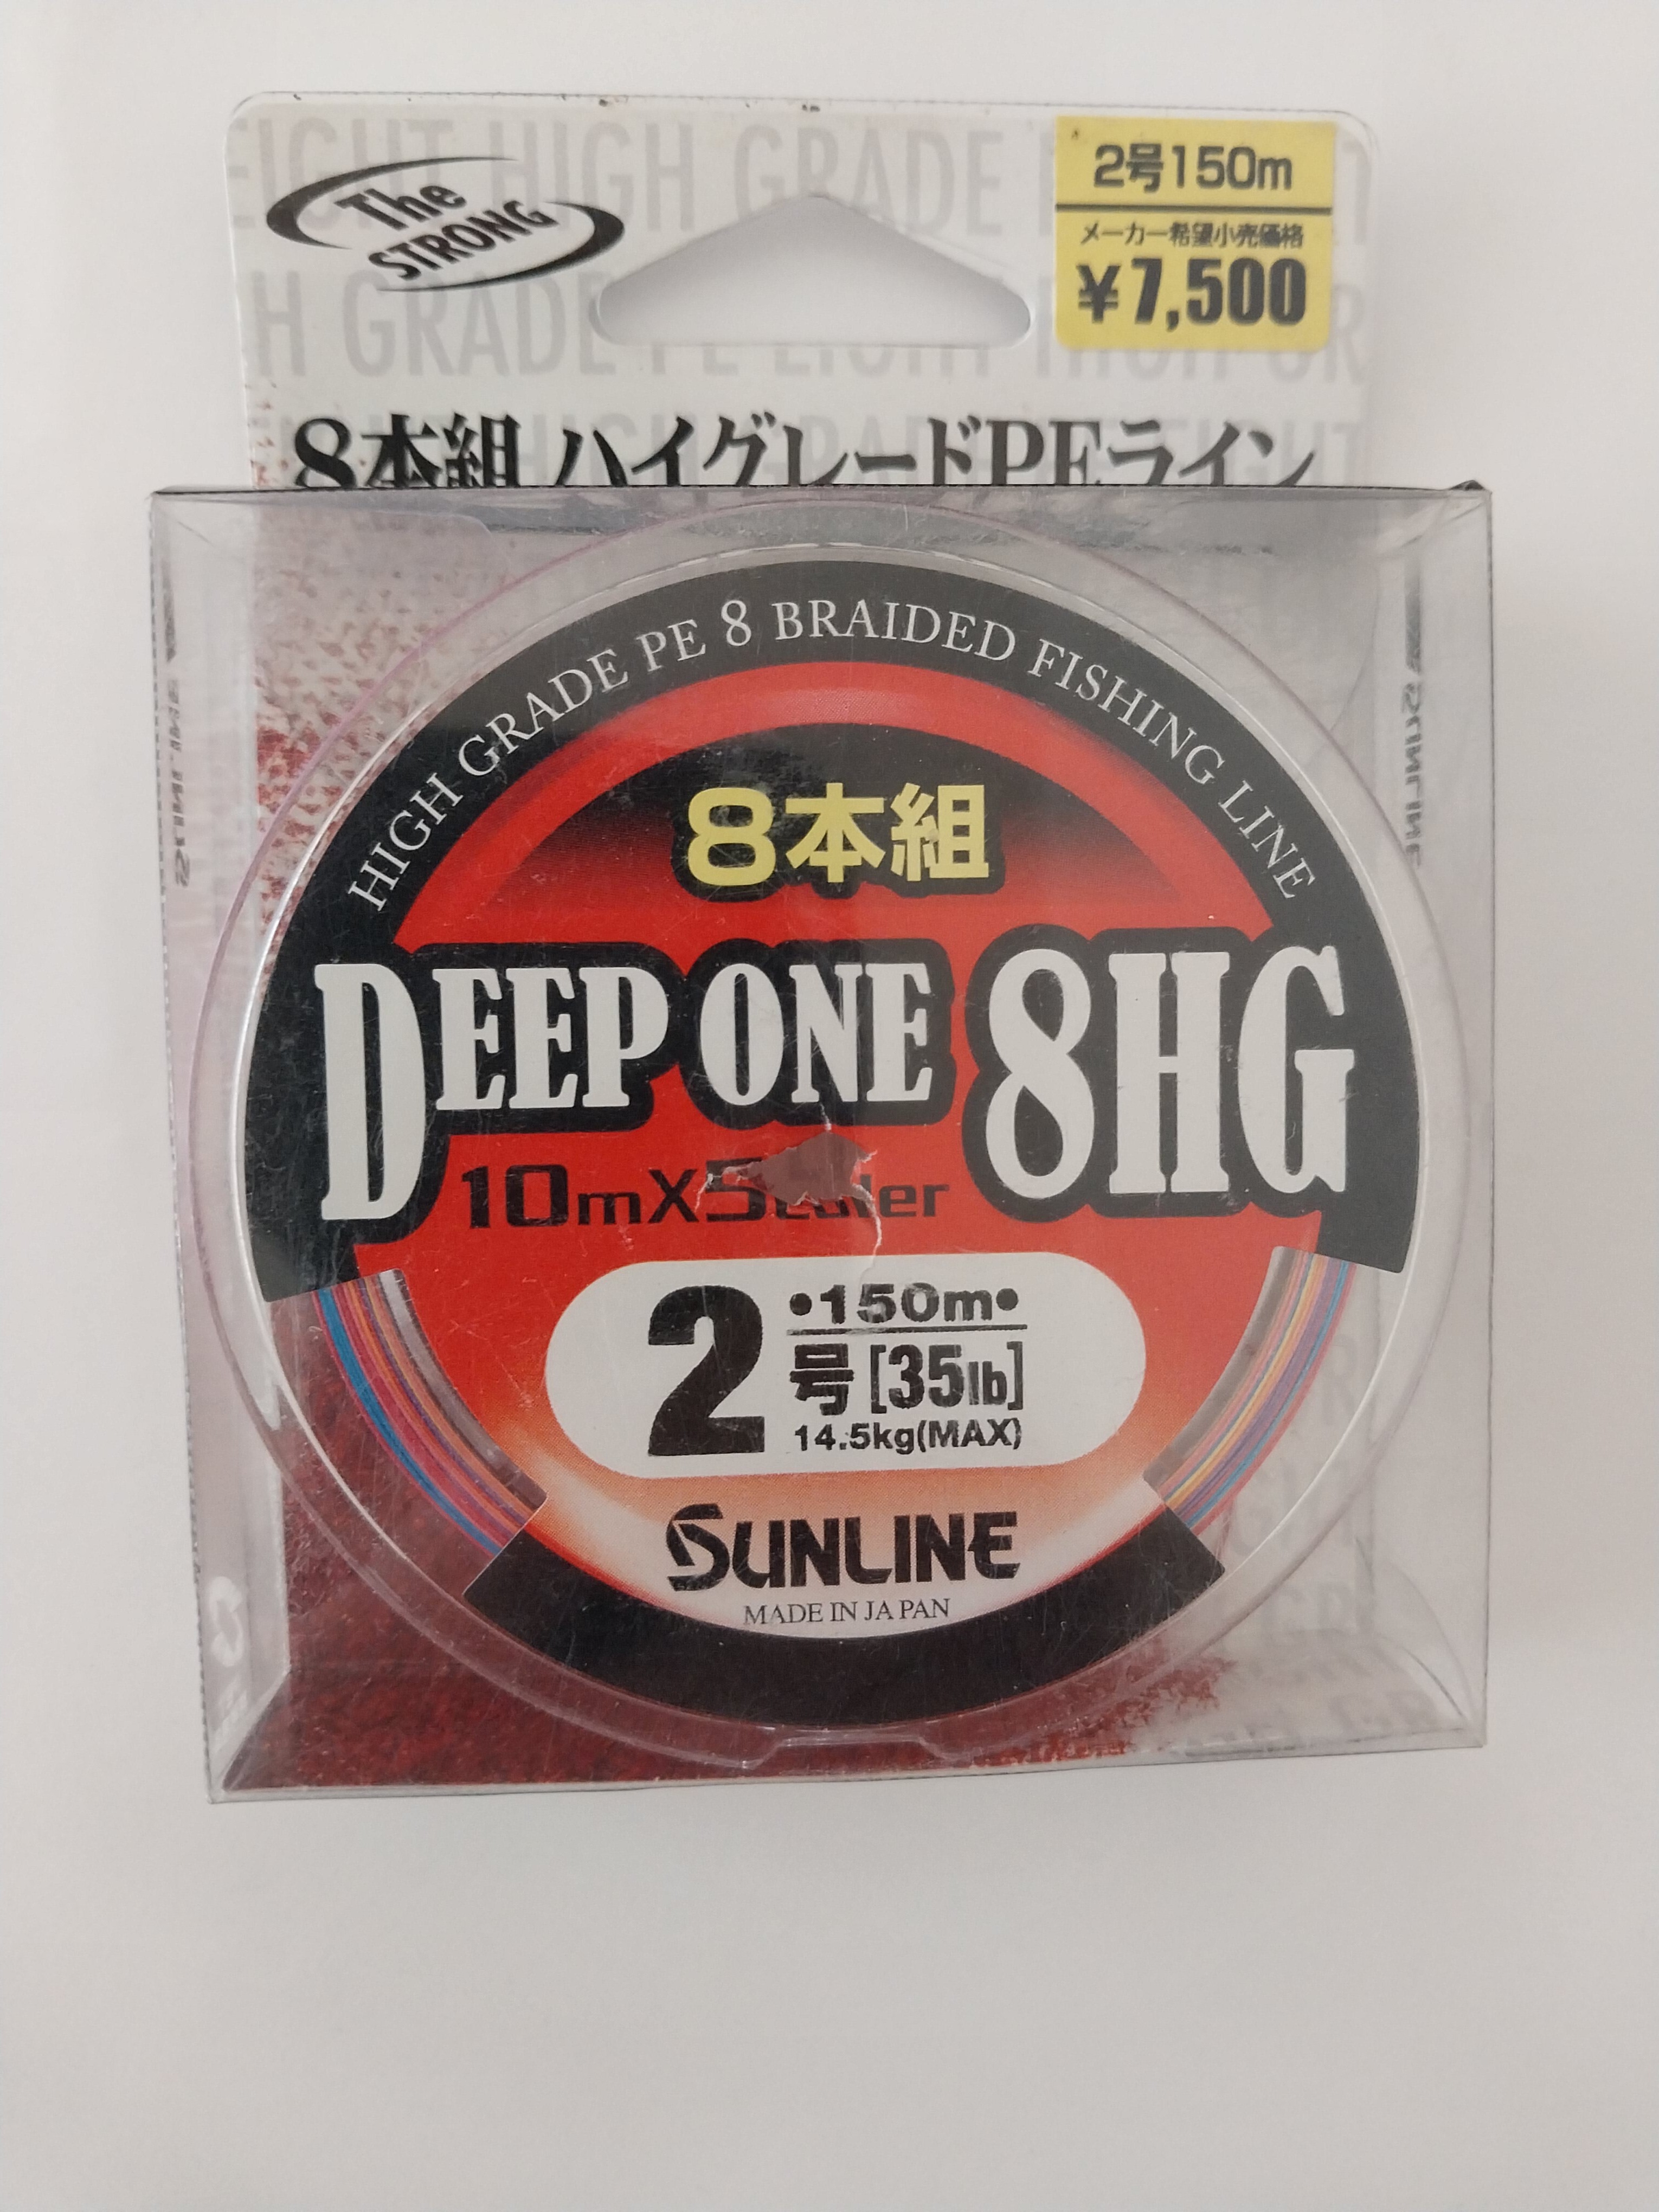 The
STRONG
2号150m
メーカー希望小売価格
¥7,500
8本組 ハイグレードPEライン
HIGH GRADE PE 8 BRAIDED FISHING LINE
8本組
DEEP ONE 8HG
10mX5coler
2号
•150m•
[35lb]
14.5kg(MAX)
SUNLINE
MADE IN JAPAN